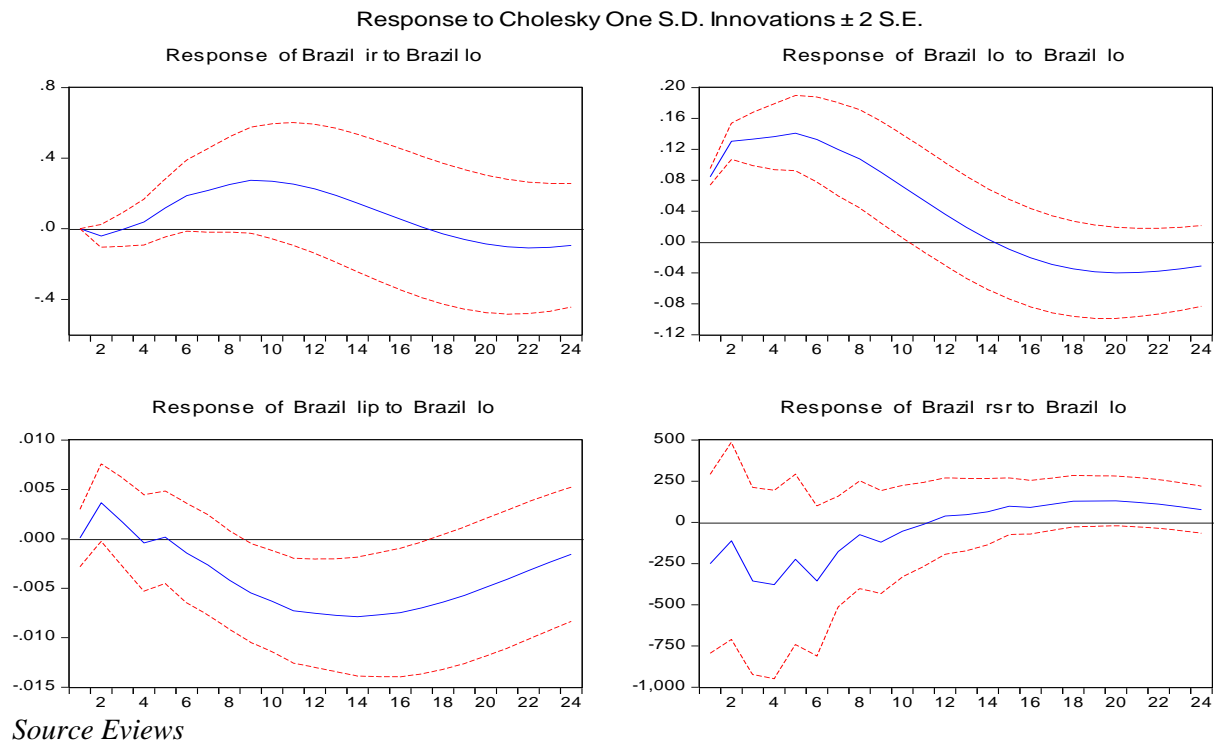 Response to Cholesky One S.D. Innovations ± 2 S.E.
Response of Brazil ir to Brazil lo
.8
.4
.0
-.4
2 4 6 8 10 12 14 16 18 20 22 24
Response of Brazil lo to Brazil lo
.20
.16
.12
.08
.04
.00
-.04
-.08
-.12
2 4 6 8 10 12 14 16 18 20 22 24
Response of Brazil lip to Brazil lo
.010
.005
.000
-.005
-.010
-.015
2 4 6 8 10 12 14 16 18 20 22 24
Response of Brazil rsr to Brazil lo
500
250
0
-250
-500
-750
-1,000
2 4 6 8 10 12 14 16 18 20 22 24
Source Eviews